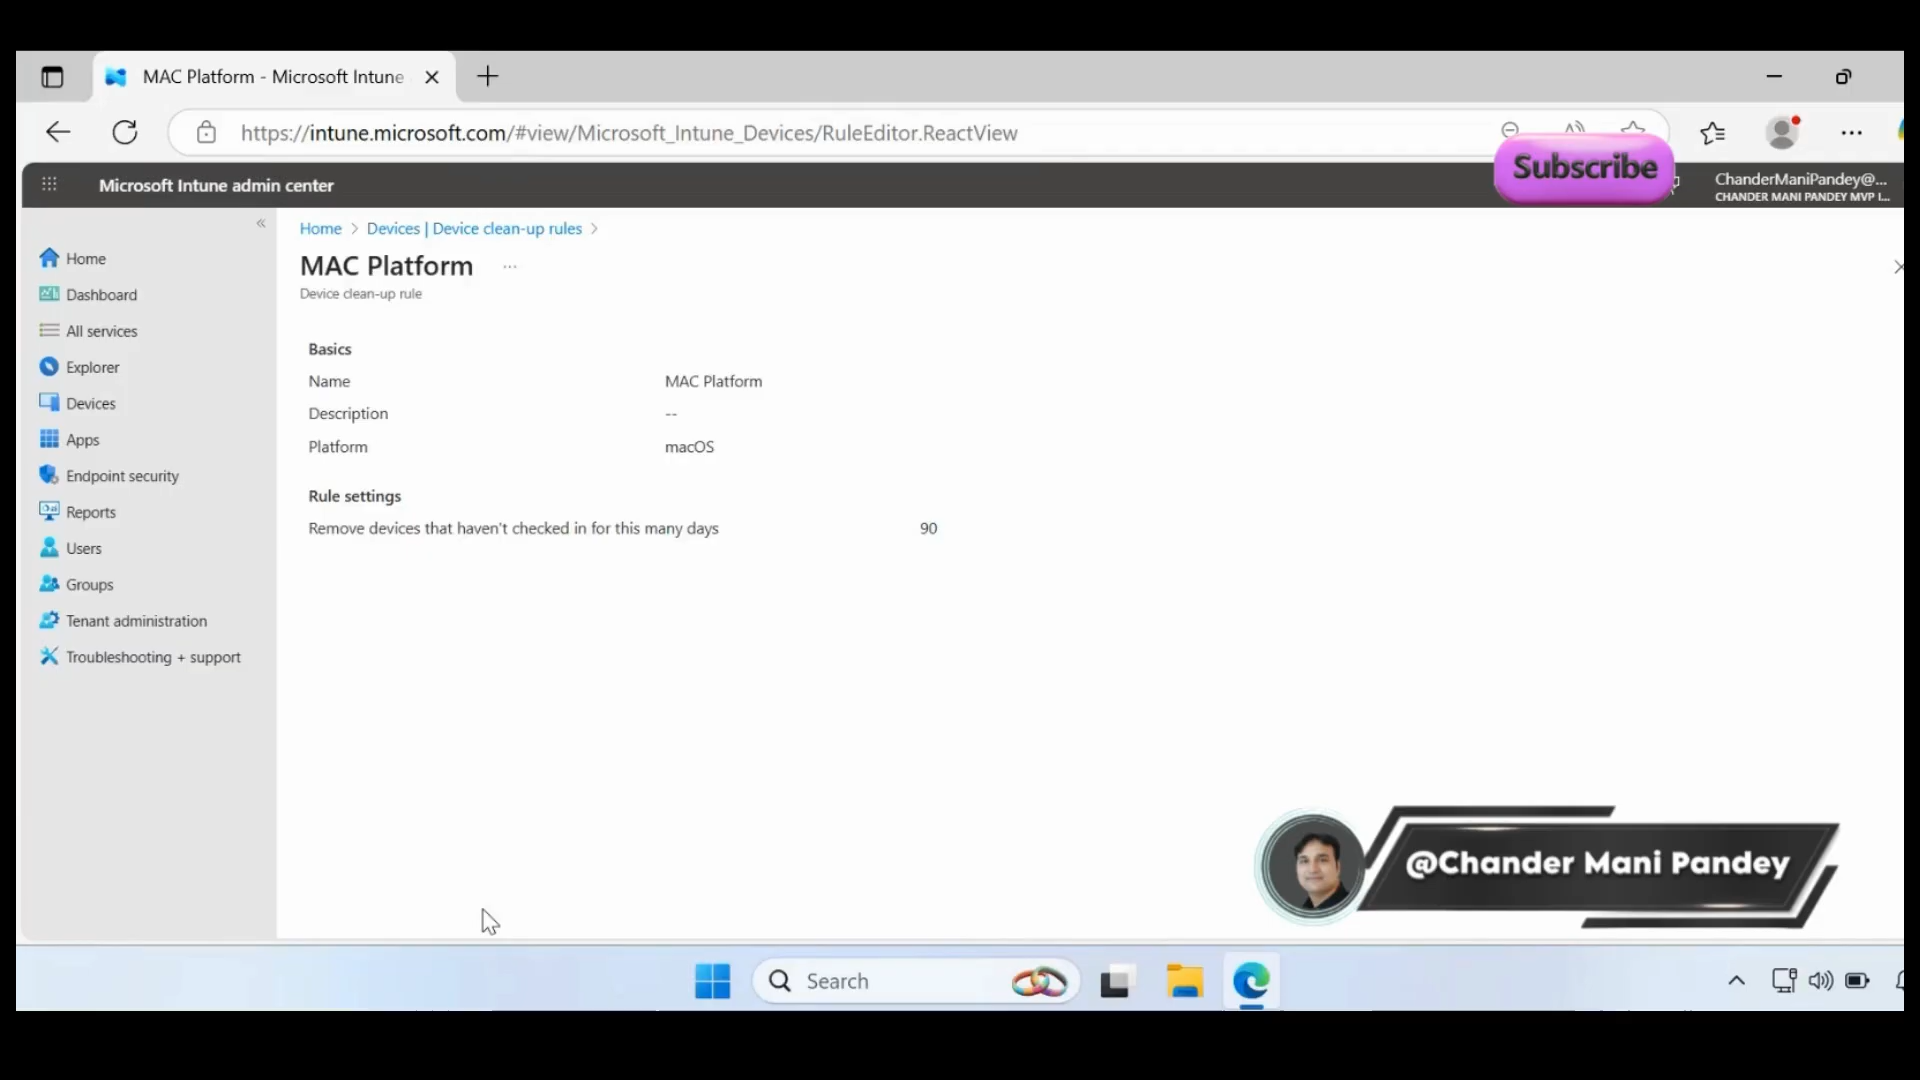 MAC Platform - Microsoft Intune
https://intune.microsoft.com/#view/Microsoft_Intune_Devices/RuleEditor.ReactView
Subscribe
Microsoft Intune admin center
ChanderManiPandey@...
CHANDER MANI PANDEY MVP I...
Home > Devices | Device clean-up rules >
MAC Platform ...
Device clean-up rule
Home
Dashboard
All services
Explorer
Devices
Apps
Endpoint security
Reports
Users
Groups
Tenant administration
Troubleshooting + support
Basics
Name MAC Platform
Description --
Platform macOS
Rule settings
Remove devices that haven't checked in for this many days 90
@Chander Mani Pandey
Search